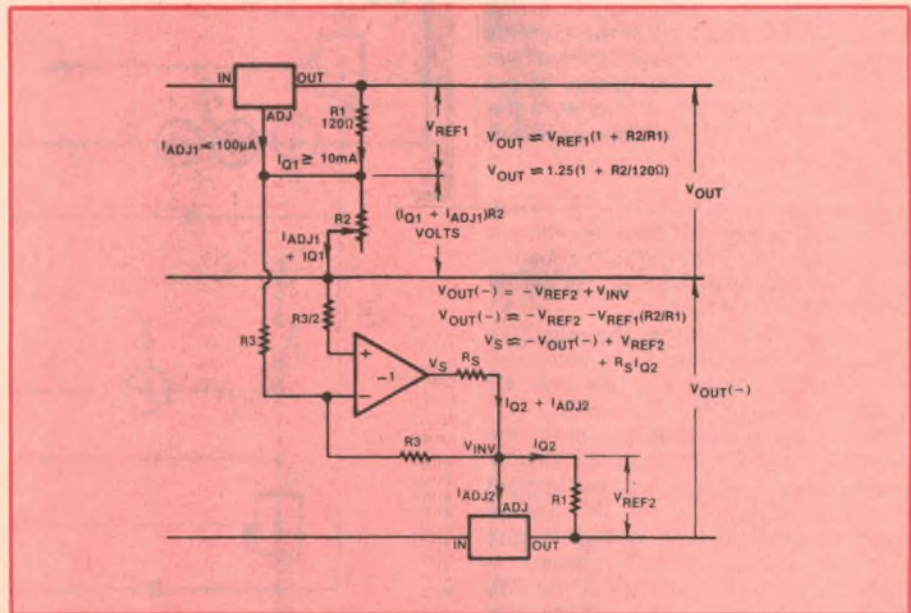 IN
OUT
ADJ
R1
120Ω
VREF1
VOUT ≈ VREF1(1 + R2/R1)
IADJ1 ≤ 100μA
IQ1 ≥ 10mA
VOUT ≈ 1.25(1 + R2/120Ω)
VOUT
R2
(IQ1 + IADJ1)R2
VOLTS
IADJ1
+ IQ1
VOUT(-) = -VREF2 + VINV
VOUT(-) ≈ -VREF2 -VREF1(R2/R1)
VS ≈ -VOUT(-) + VREF2
+ RSIQ2
R3
R3/2
+
-1
−
VS
RS
IQ2 + IADJ2
VOUT(-)
R3
VINV
IQ2
IADJ2
R1
VREF2
ADJ
IN
OUT